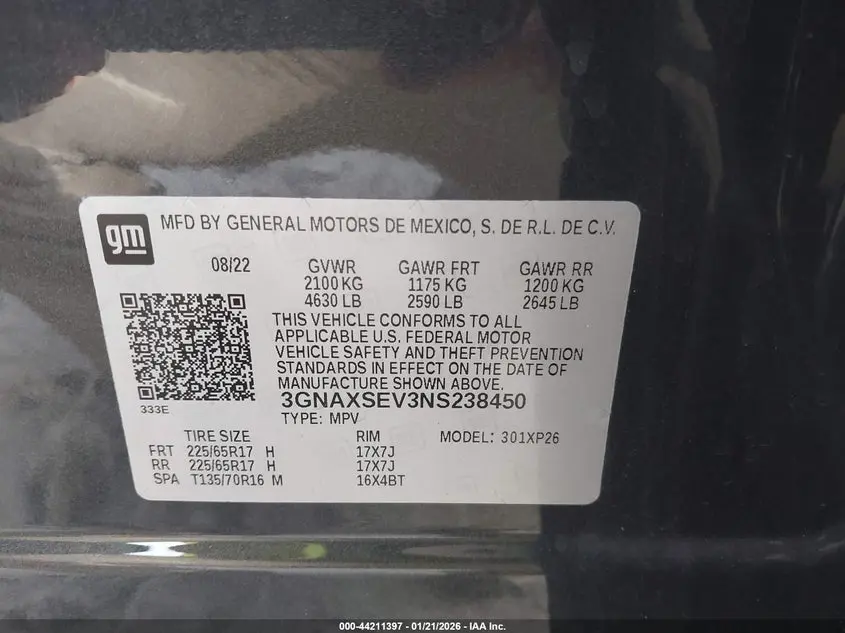 gm
MFD BY GENERAL MOTORS DE MEXICO, S. DE R.L. DE C.V.
08/22 GVWR GAWR FRT GAWR RR
2100 KG 1175 KG 1200 KG
4630 LB 2590 LB 2645 LB
THIS VEHICLE CONFORMS TO ALL
APPLICABLE U.S. FEDERAL MOTOR
VEHICLE SAFETY AND THEFT PREVENTION
STANDARDS IN EFFECT ON THE DATE OF
MANUFACTURE SHOWN ABOVE.
333E
3GNAXSEV3NS238450
TYPE: MPV
TIRE SIZE RIM MODEL: 301XP26
FRT 225/65R17 H 17X7J
RR 225/65R17 H 17X7J
SPA T135/70R16 M 16X4BT
000-44211397 - 01/21/2026 - IAA Inc.